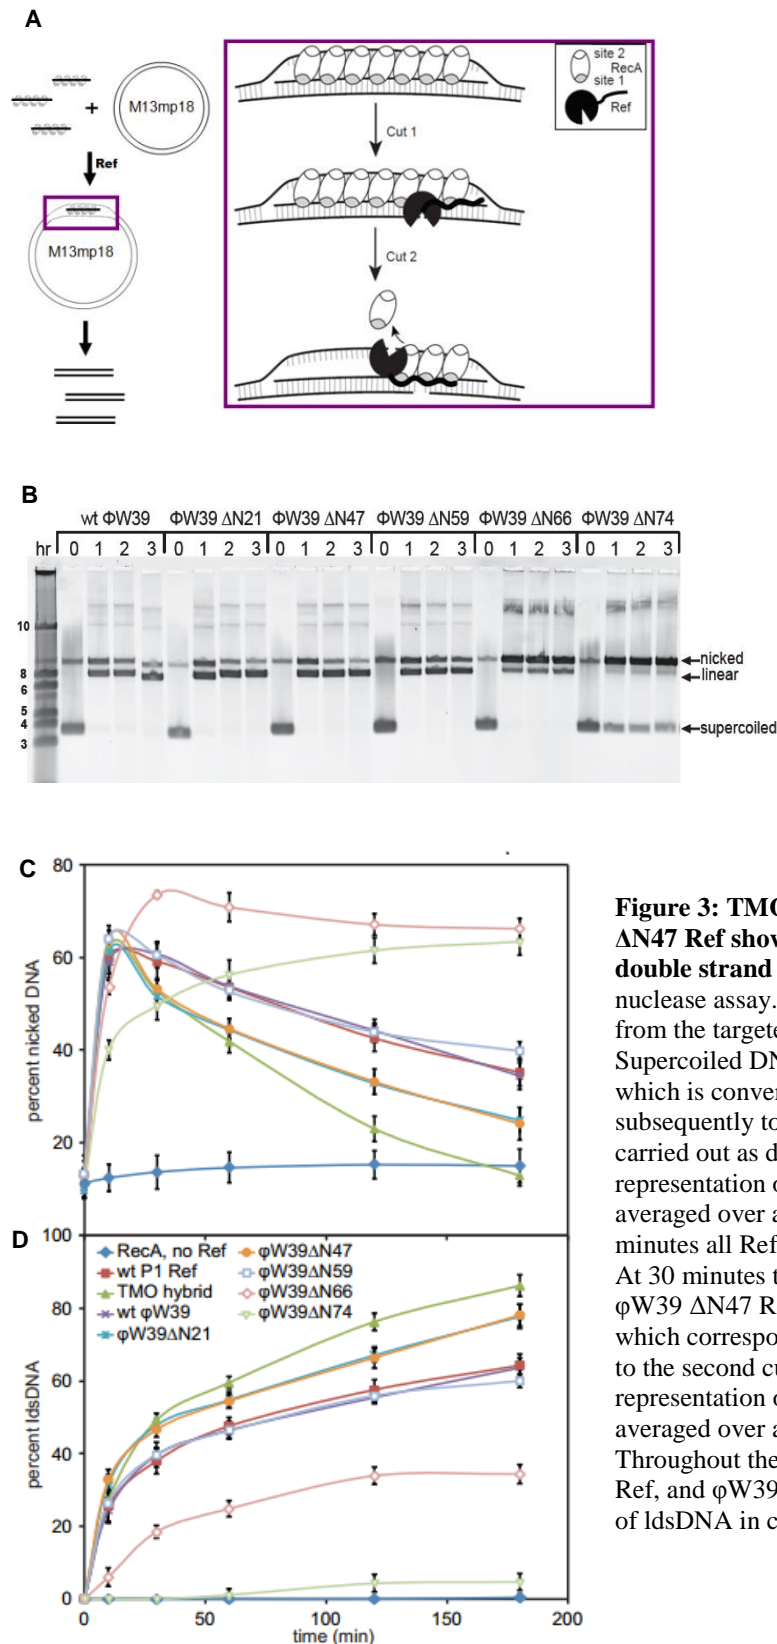 A
M13mp18
+
Ref
M13mp18
site 2
RecA
site 1
Ref
Cut 1
Cut 2
B
wt ΦW39 ΦW39 ΔN21 ΦW39 ΔN47 ΦW39 ΔN59 ΦW39 ΔN66 ΦW39 ΔN74
hr 0 1 2 3 0 1 2 3 0 1 2 3 0 1 2 3 0 1 2 3 0 1 2 3
10
8
6
5
4
3
nicked
linear
supercoiled
C
80
60
40
20
percent nicked DNA
D
100
80
60
40
20
0
percent ldsDNA
RecA, no Ref
wt P1 Ref
TMO hybrid
wt φW39
φW39ΔN21
φW39ΔN47
φW39ΔN59
φW39ΔN66
φW39ΔN74
0 50 100 150 200
time (min)
Figure 3: TMO
ΔN47 Ref show
double strand
nuclease assay.
from the targete
Supercoiled DN
which is conver
subsequently to
carried out as d
representation o
averaged over a
minutes all Ref
At 30 minutes t
φW39 ΔN47 R
which correspo
to the second cu
representation o
averaged over a
Throughout the
Ref, and φW39
of ldsDNA in c